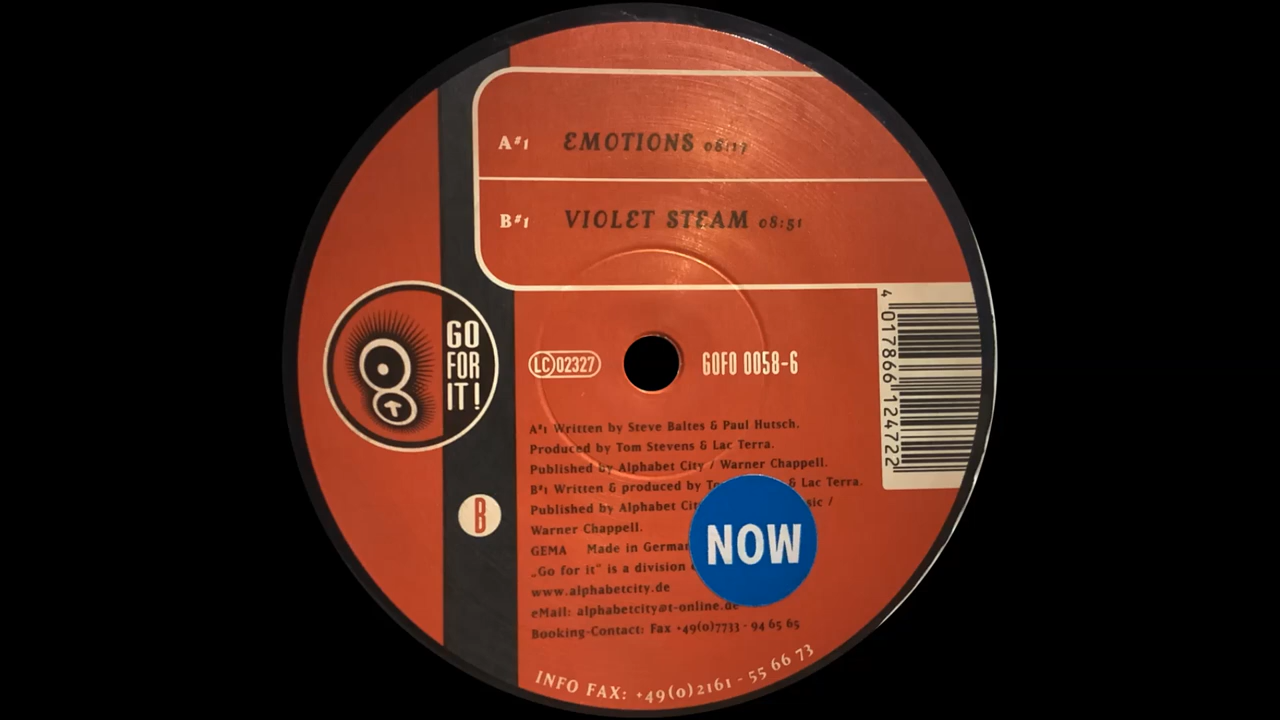 A#1 EMOTIONS 08:17
B#1 VIOLET STEAM 08:51
GO
FOR
IT!
LC 02327 GOFO 0058-6
4 017866 124722
A#1 Written by Steve Baltes & Paul Hutsch.
Produced by Tom Stevens & Lac Terra.
Published by Alphabet City / Warner Chappell.
B#1 Written & produced by & Lac Terra.
Published by Alphabet /
Warner Chappell.
B
NOW
GEMA Made in
„Go for it" is a division
www.alphabetcity.de
eMail: alphabetcity@t-online.de
Booking-Contact: Fax +49(0)7733 - 94 65 65
INFO FAX: +49(0)2161 - 55 66 73